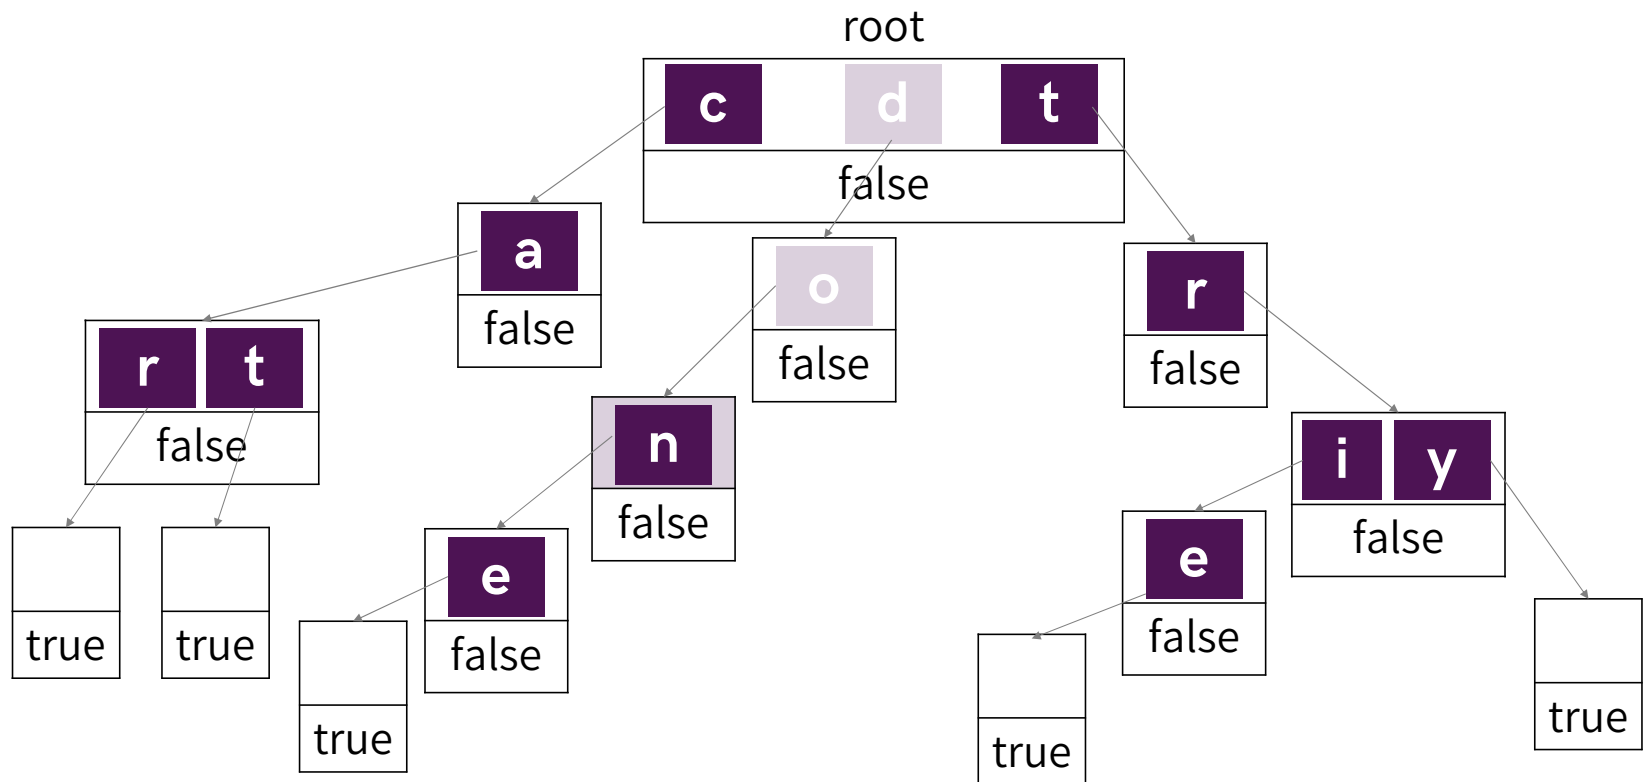 root
c d t
false
a
false
o
false
r
false
r t
false
n
false
i y
false
e
false
e
false
true
true
true
true
true